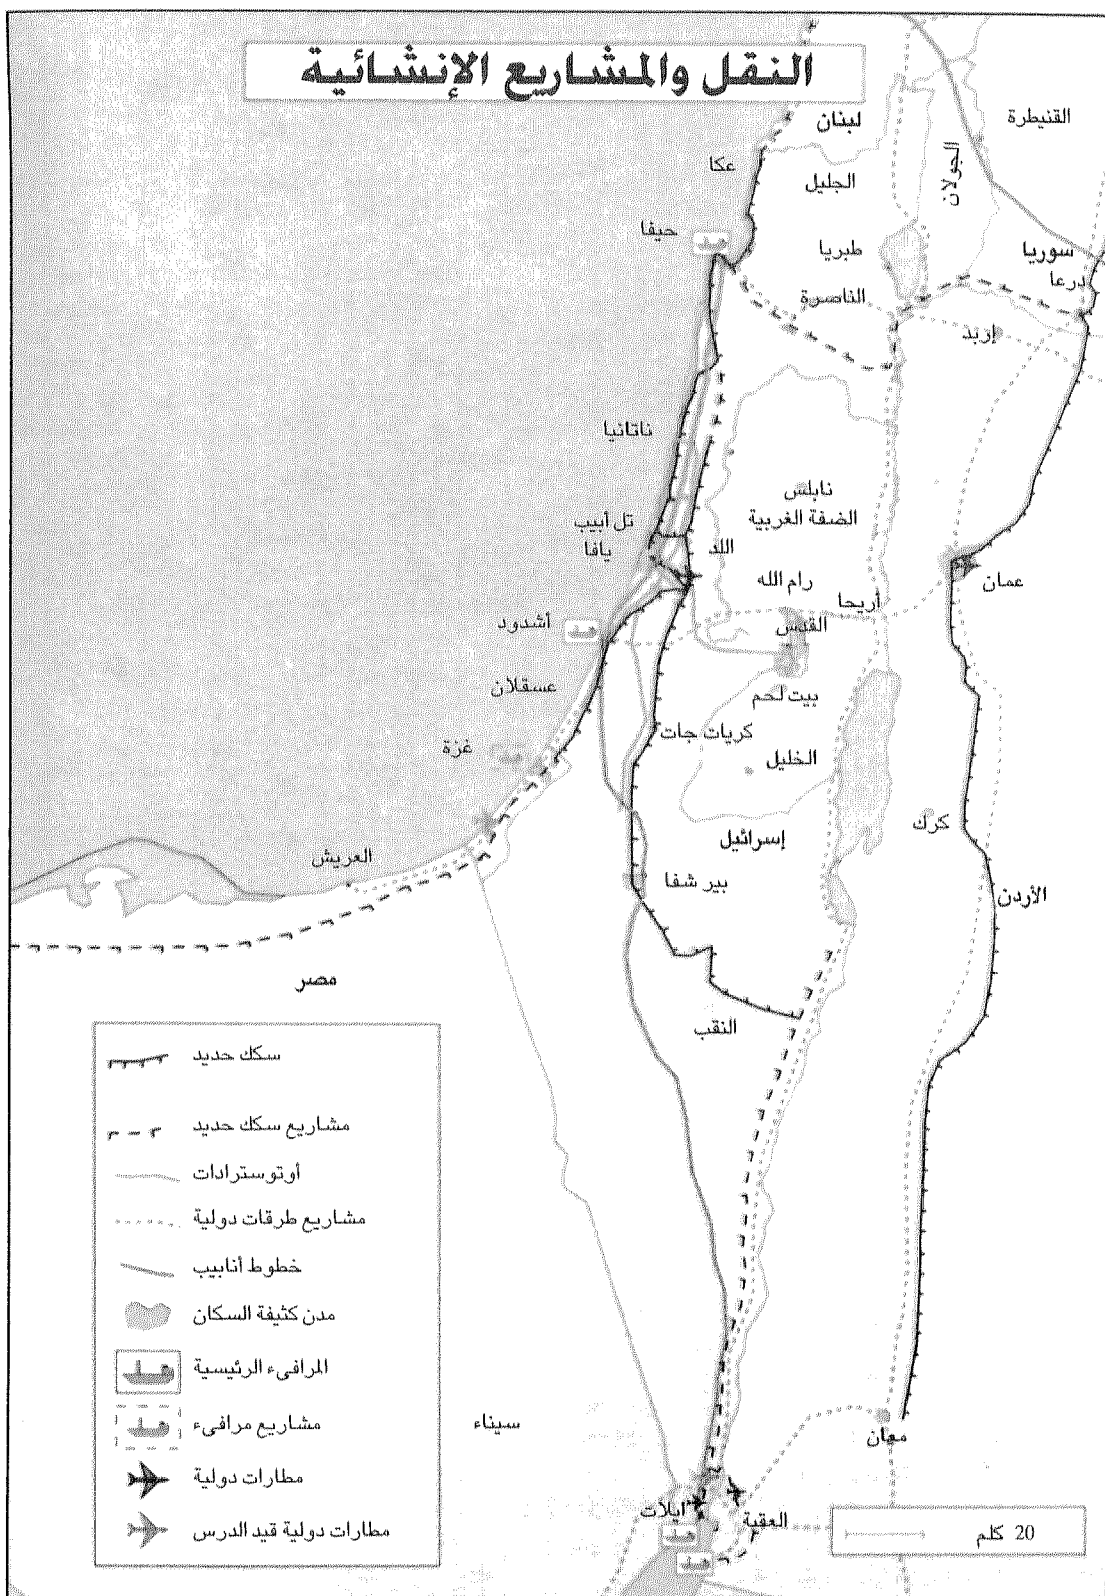 النقل والمشاريع الإنشائية
لبنان
القنيطرة
عكا
الجليل
الجولان
حيفا
طبريا
سوريا
درعا
الناصرة
إربد
ناتانيا
نابلس
الضفة الغربية
تل أبيب
يافا
اللد
رام الله
عمان
أريحا
أشدود
القدس
عسقلان
بيت لحم
كريات جات
غزة
الخليل
كرك
إسرائيل
العريش
بير شفا
الأردن
مصر
النقب
سكك حديد
مشاريع سكك حديد
أوتوسترادات
مشاريع طرقات دولية
خطوط أنابيب
مدن كثيفة السكان
المرافىء الرئيسية
مشاريع مرافىء
مطارات دولية
مطارات دولية قيد الدرس
سيناء
معان
ايلات
العقبة
20 كلم